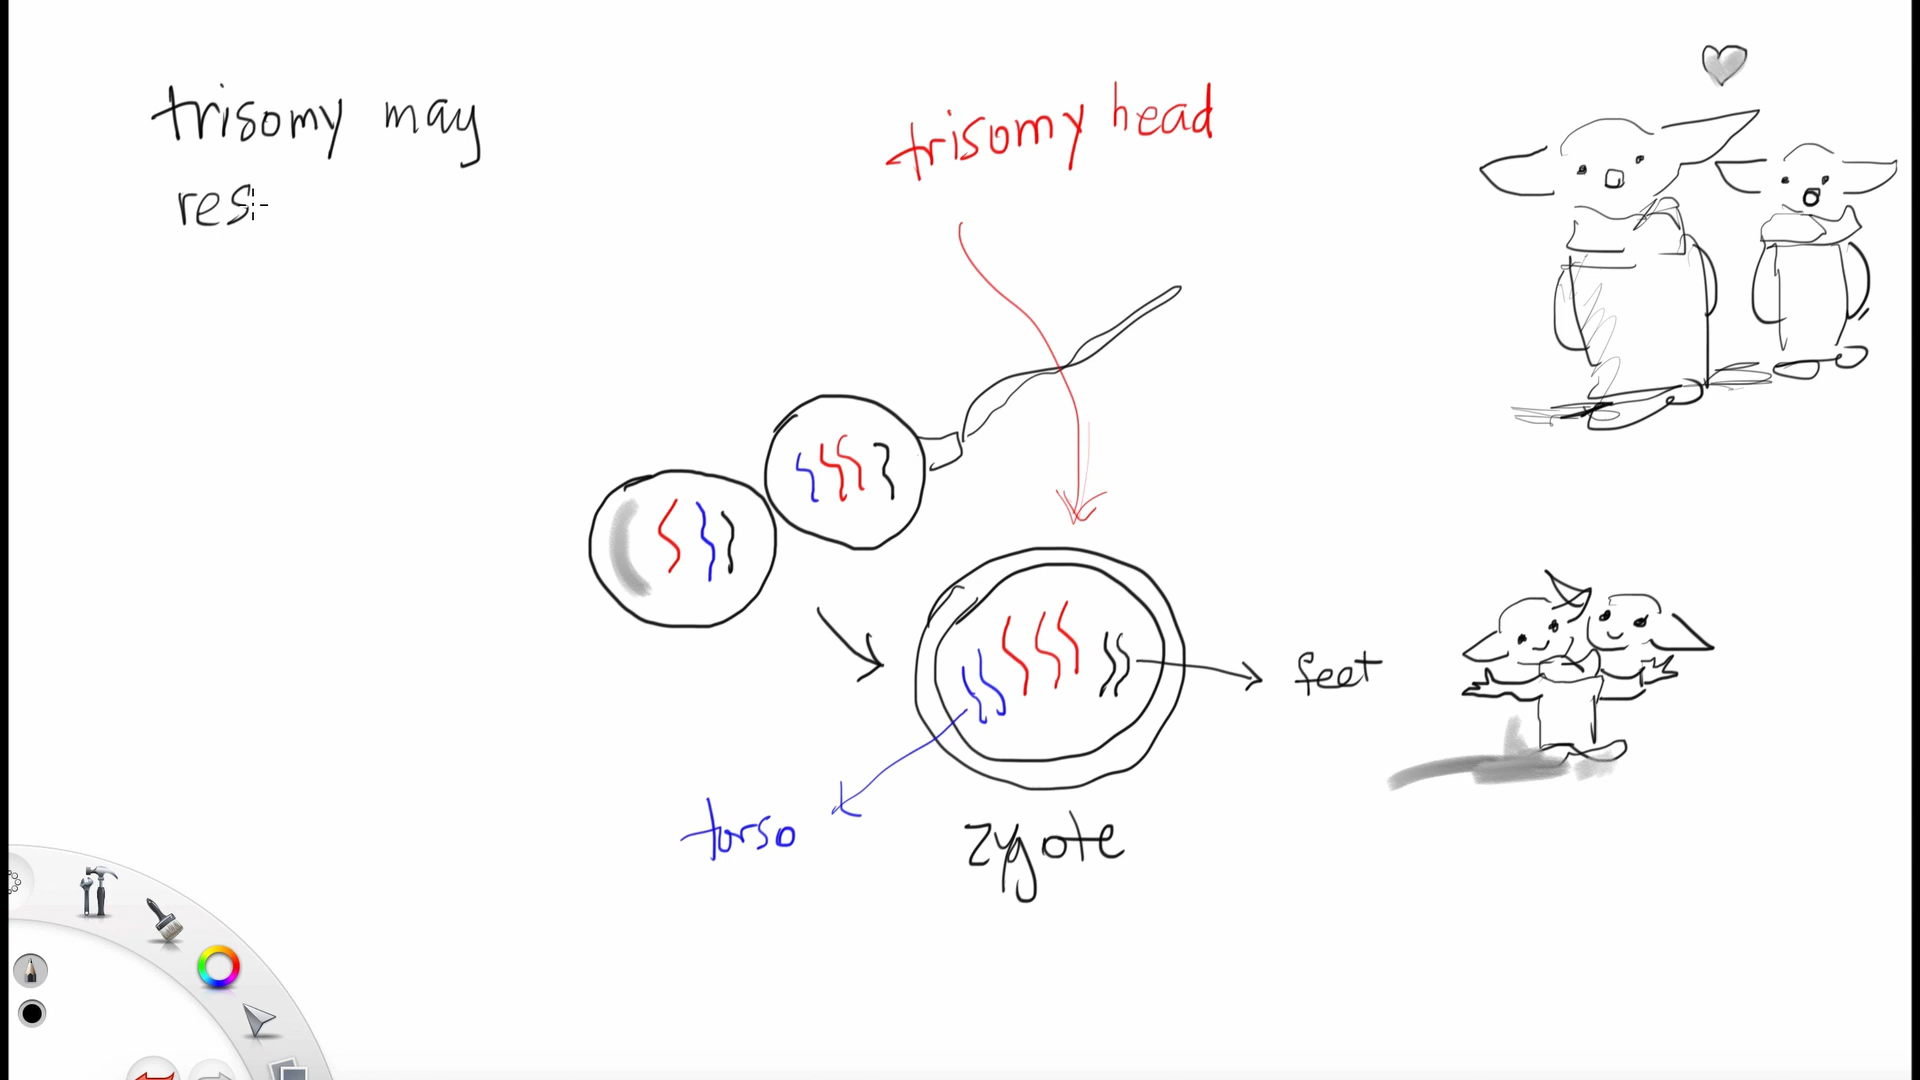 trisomy may
res
trisomy head
feet
torso
zygote